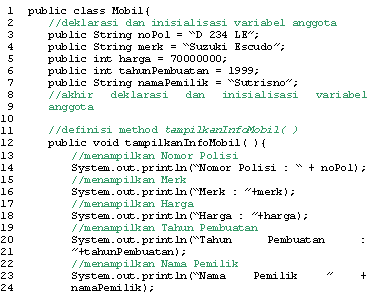 1 public class Mobil{
2 //deklarasi dan inisialisasi variabel anggota
3 public String noPol = “D 234 LE”;
4 public String merk = “Suzuki Escudo”;
5 public int harga = 70000000;
6 public int tahunPembuatan = 1999;
7 public String namaPemilik = “Sutrisno”;
8 //akhir deklarasi dan inisialisasi variabel
9 anggota
10
11 //definisi method tampilkanInfoMobil( )
12 public void tampilkanInfoMobil( ){
13 //menampilkan Nomor Polisi
14 System.out.println(“Nomor Polisi : “ + noPol);
15 //menampilkan Merk
16 System.out.println(“Merk : ”+merk);
17 //menampilkan Harga
18 System.out.println(“Harga : ”+harga);
19 //menampilkan Tahun Pembuatan
20 System.out.println(“Tahun Pembuatan :
21 ”+tahunPembuatan);
22 //menampilkan Nama Pemilik
23 System.out.println(“Nama Pemilik ” +
24 namaPemilik);